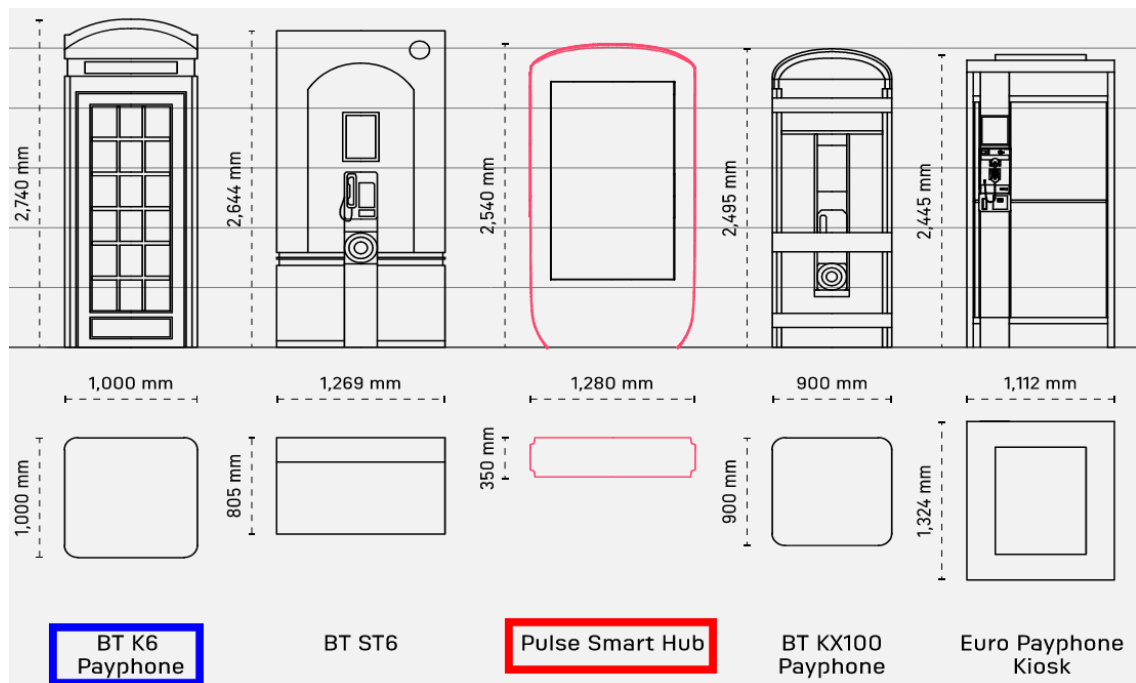 2,740 mm
2,644 mm
2,540 mm
2,495 mm
2,445 mm
1,000 mm
1,269 mm
1,280 mm
900 mm
1,112 mm
1,000 mm
805 mm
350 mm
900 mm
1,324 mm
BT K6
Payphone
BT ST6
Pulse Smart Hub
BT KX100
Payphone
Euro Payphone
Kiosk